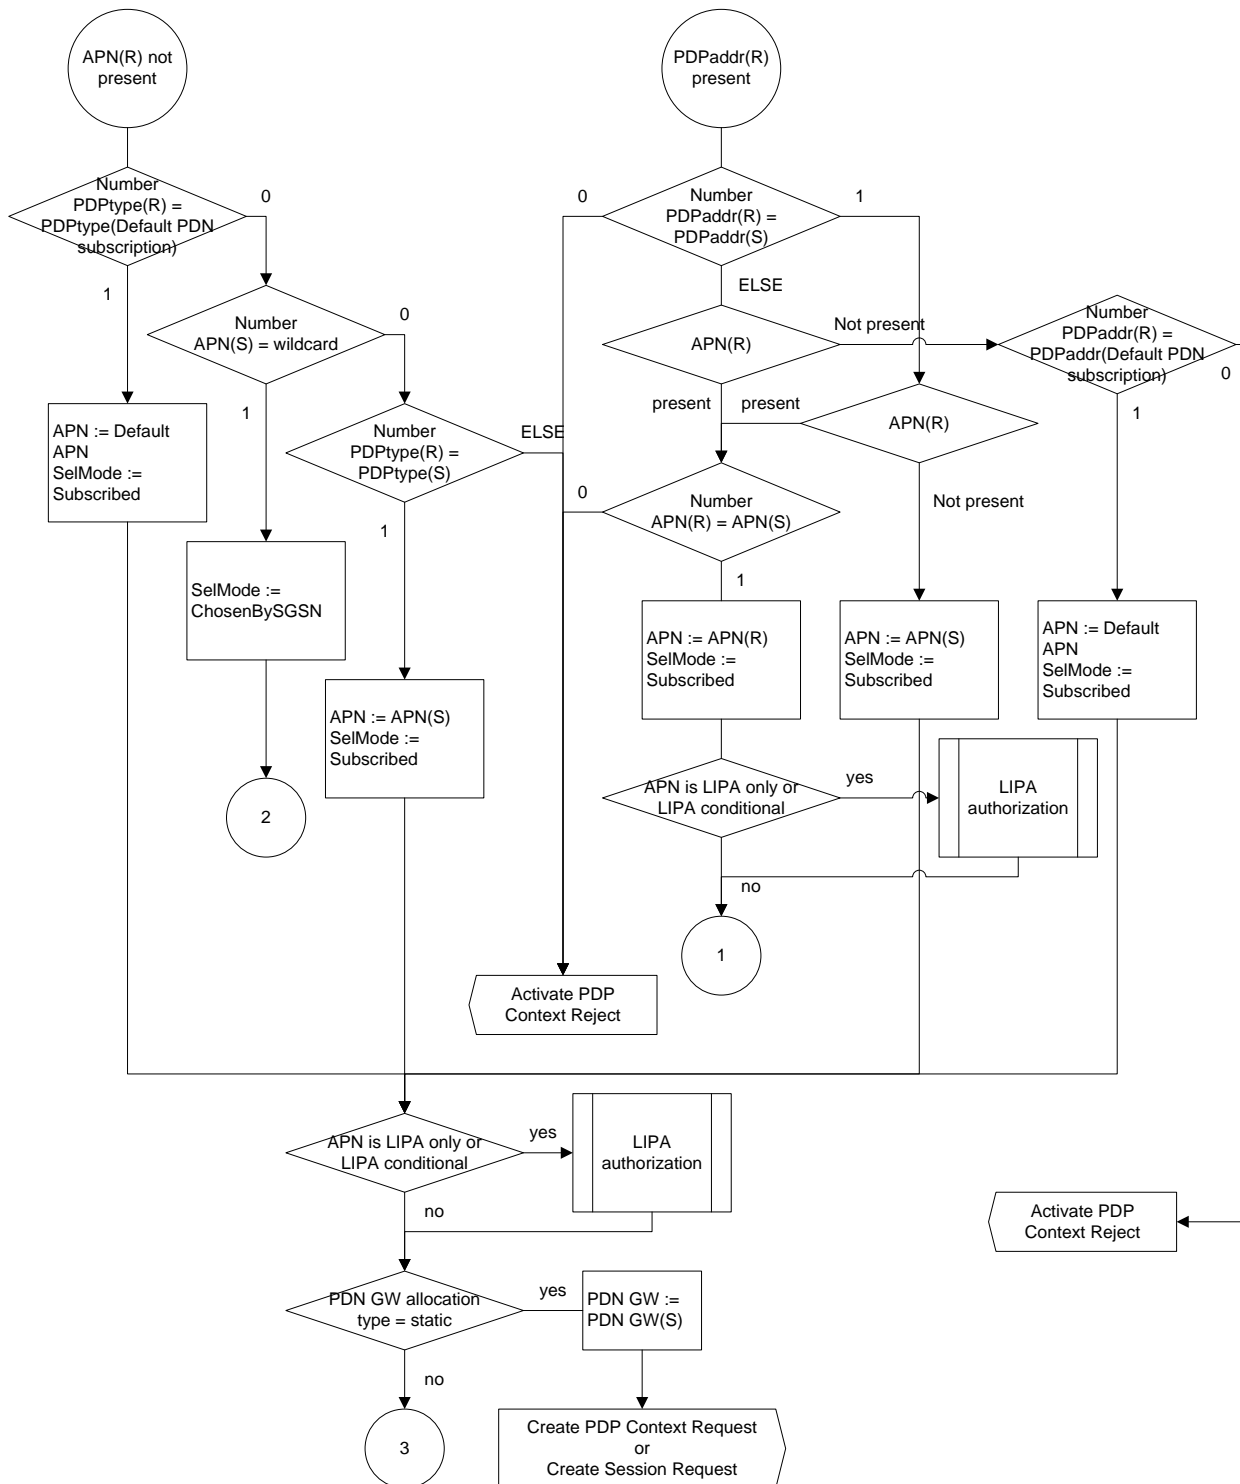 APN(R) not
present
PDPaddr(R)
present
Number
PDPtype(R) =
PDPtype(Default PDN
subscription)
0
1
0
Number
PDPaddr(R) =
PDPaddr(S)
1
ELSE
Number
APN(S) = wildcard
0
1
APN(R)
Not present
Number
PDPaddr(R) =
PDPaddr(Default PDN
subscription)
0
1
present
present
APN(R)
Not present
APN := Default
APN
SelMode :=
Subscribed
Number
PDPtype(R) =
PDPtype(S)
ELSE
1
0
Number
APN(R) = APN(S)
1
SelMode :=
ChosenBySGSN
APN := APN(R)
SelMode :=
Subscribed
APN := APN(S)
SelMode :=
Subscribed
APN := Default
APN
SelMode :=
Subscribed
APN := APN(S)
SelMode :=
Subscribed
2
APN is LIPA only or
LIPA conditional
yes
LIPA
authorization
no
1
Activate PDP
Context Reject
APN is LIPA only or
LIPA conditional
yes
LIPA
authorization
no
Activate PDP
Context Reject
PDN GW allocation
type = static
yes
PDN GW :=
PDN GW(S)
no
3
Create PDP Context Request
or
Create Session Request